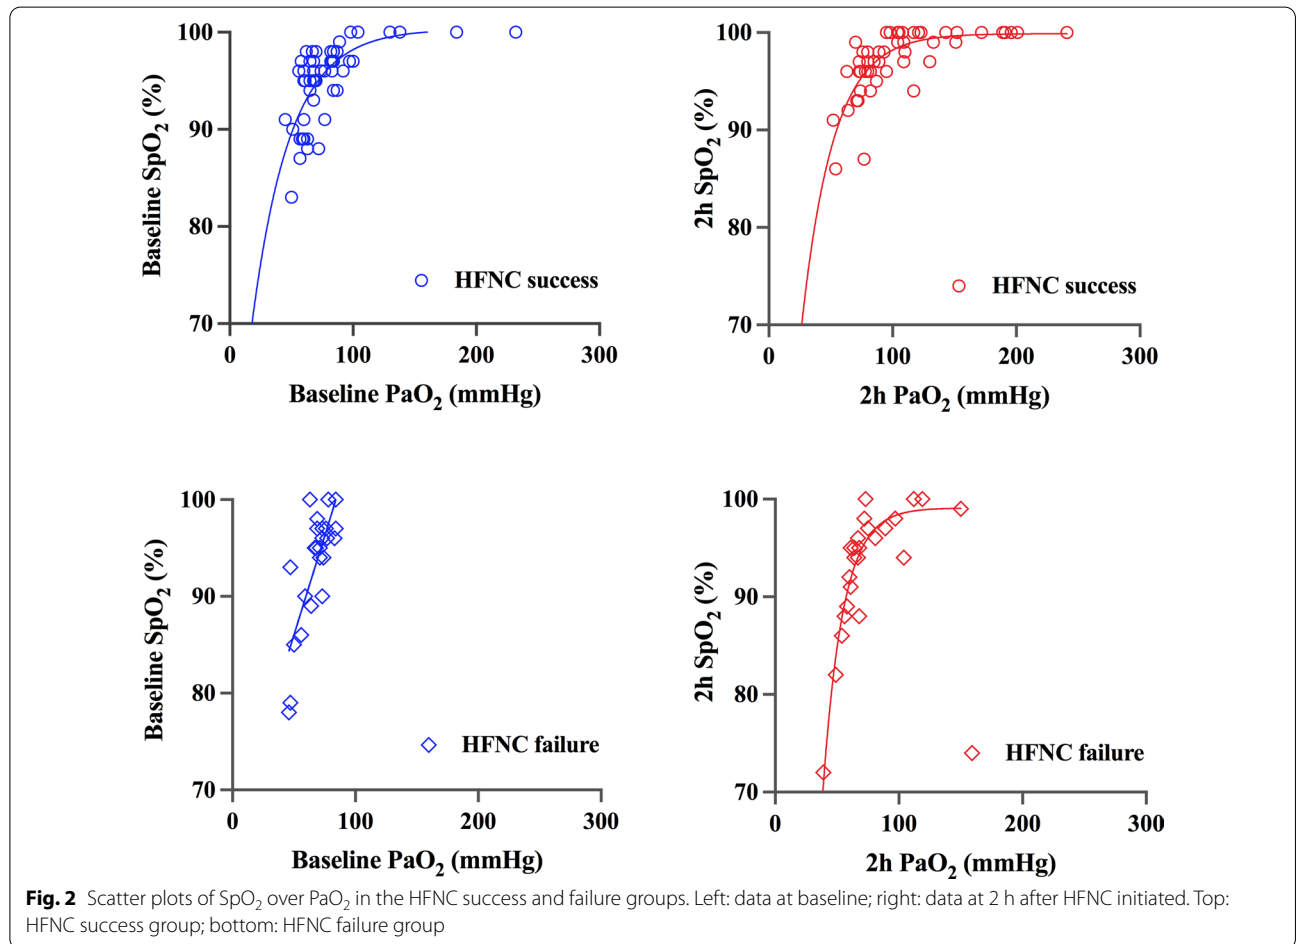 100
90
80
70
Baseline SpO2 (%)
HFNC success
0 100 200 300
Baseline PaO2 (mmHg)
100
90
80
70
2h SpO2 (%)
HFNC success
0 100 200 300
2h PaO2 (mmHg)
100
90
80
70
Baseline SpO2 (%)
HFNC failure
0 100 200 300
Baseline PaO2 (mmHg)
100
90
80
70
2h SpO2 (%)
HFNC failure
0 100 200 300
2h PaO2 (mmHg)
Fig. 2 Scatter plots of SpO2 over PaO2 in the HFNC success and failure groups. Left: data at baseline; right: data at 2 h after HFNC initiated. Top:
HFNC success group; bottom: HFNC failure group